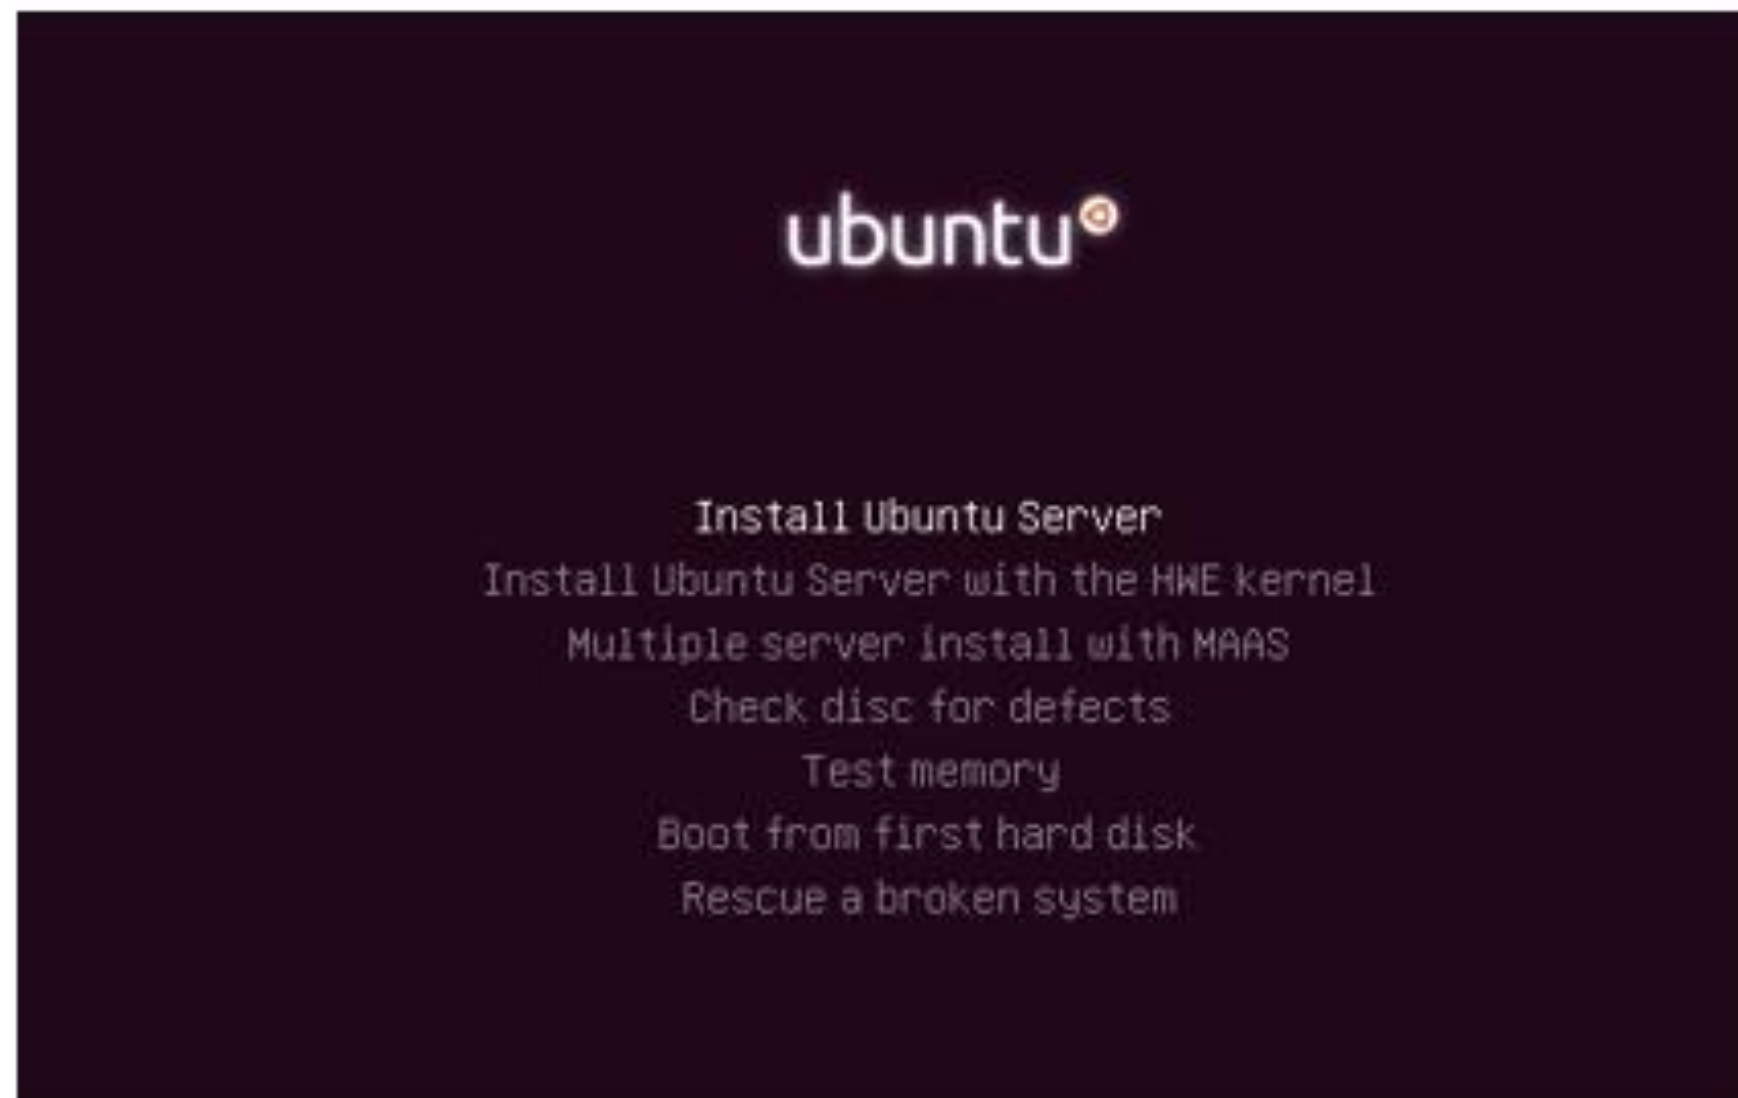 ubuntu
Install Ubuntu Server
Install Ubuntu Server with the HWE kernel
Multiple server install with MAAS
Check disc for defects
Test memory
Boot from first hard disk
Rescue a broken system